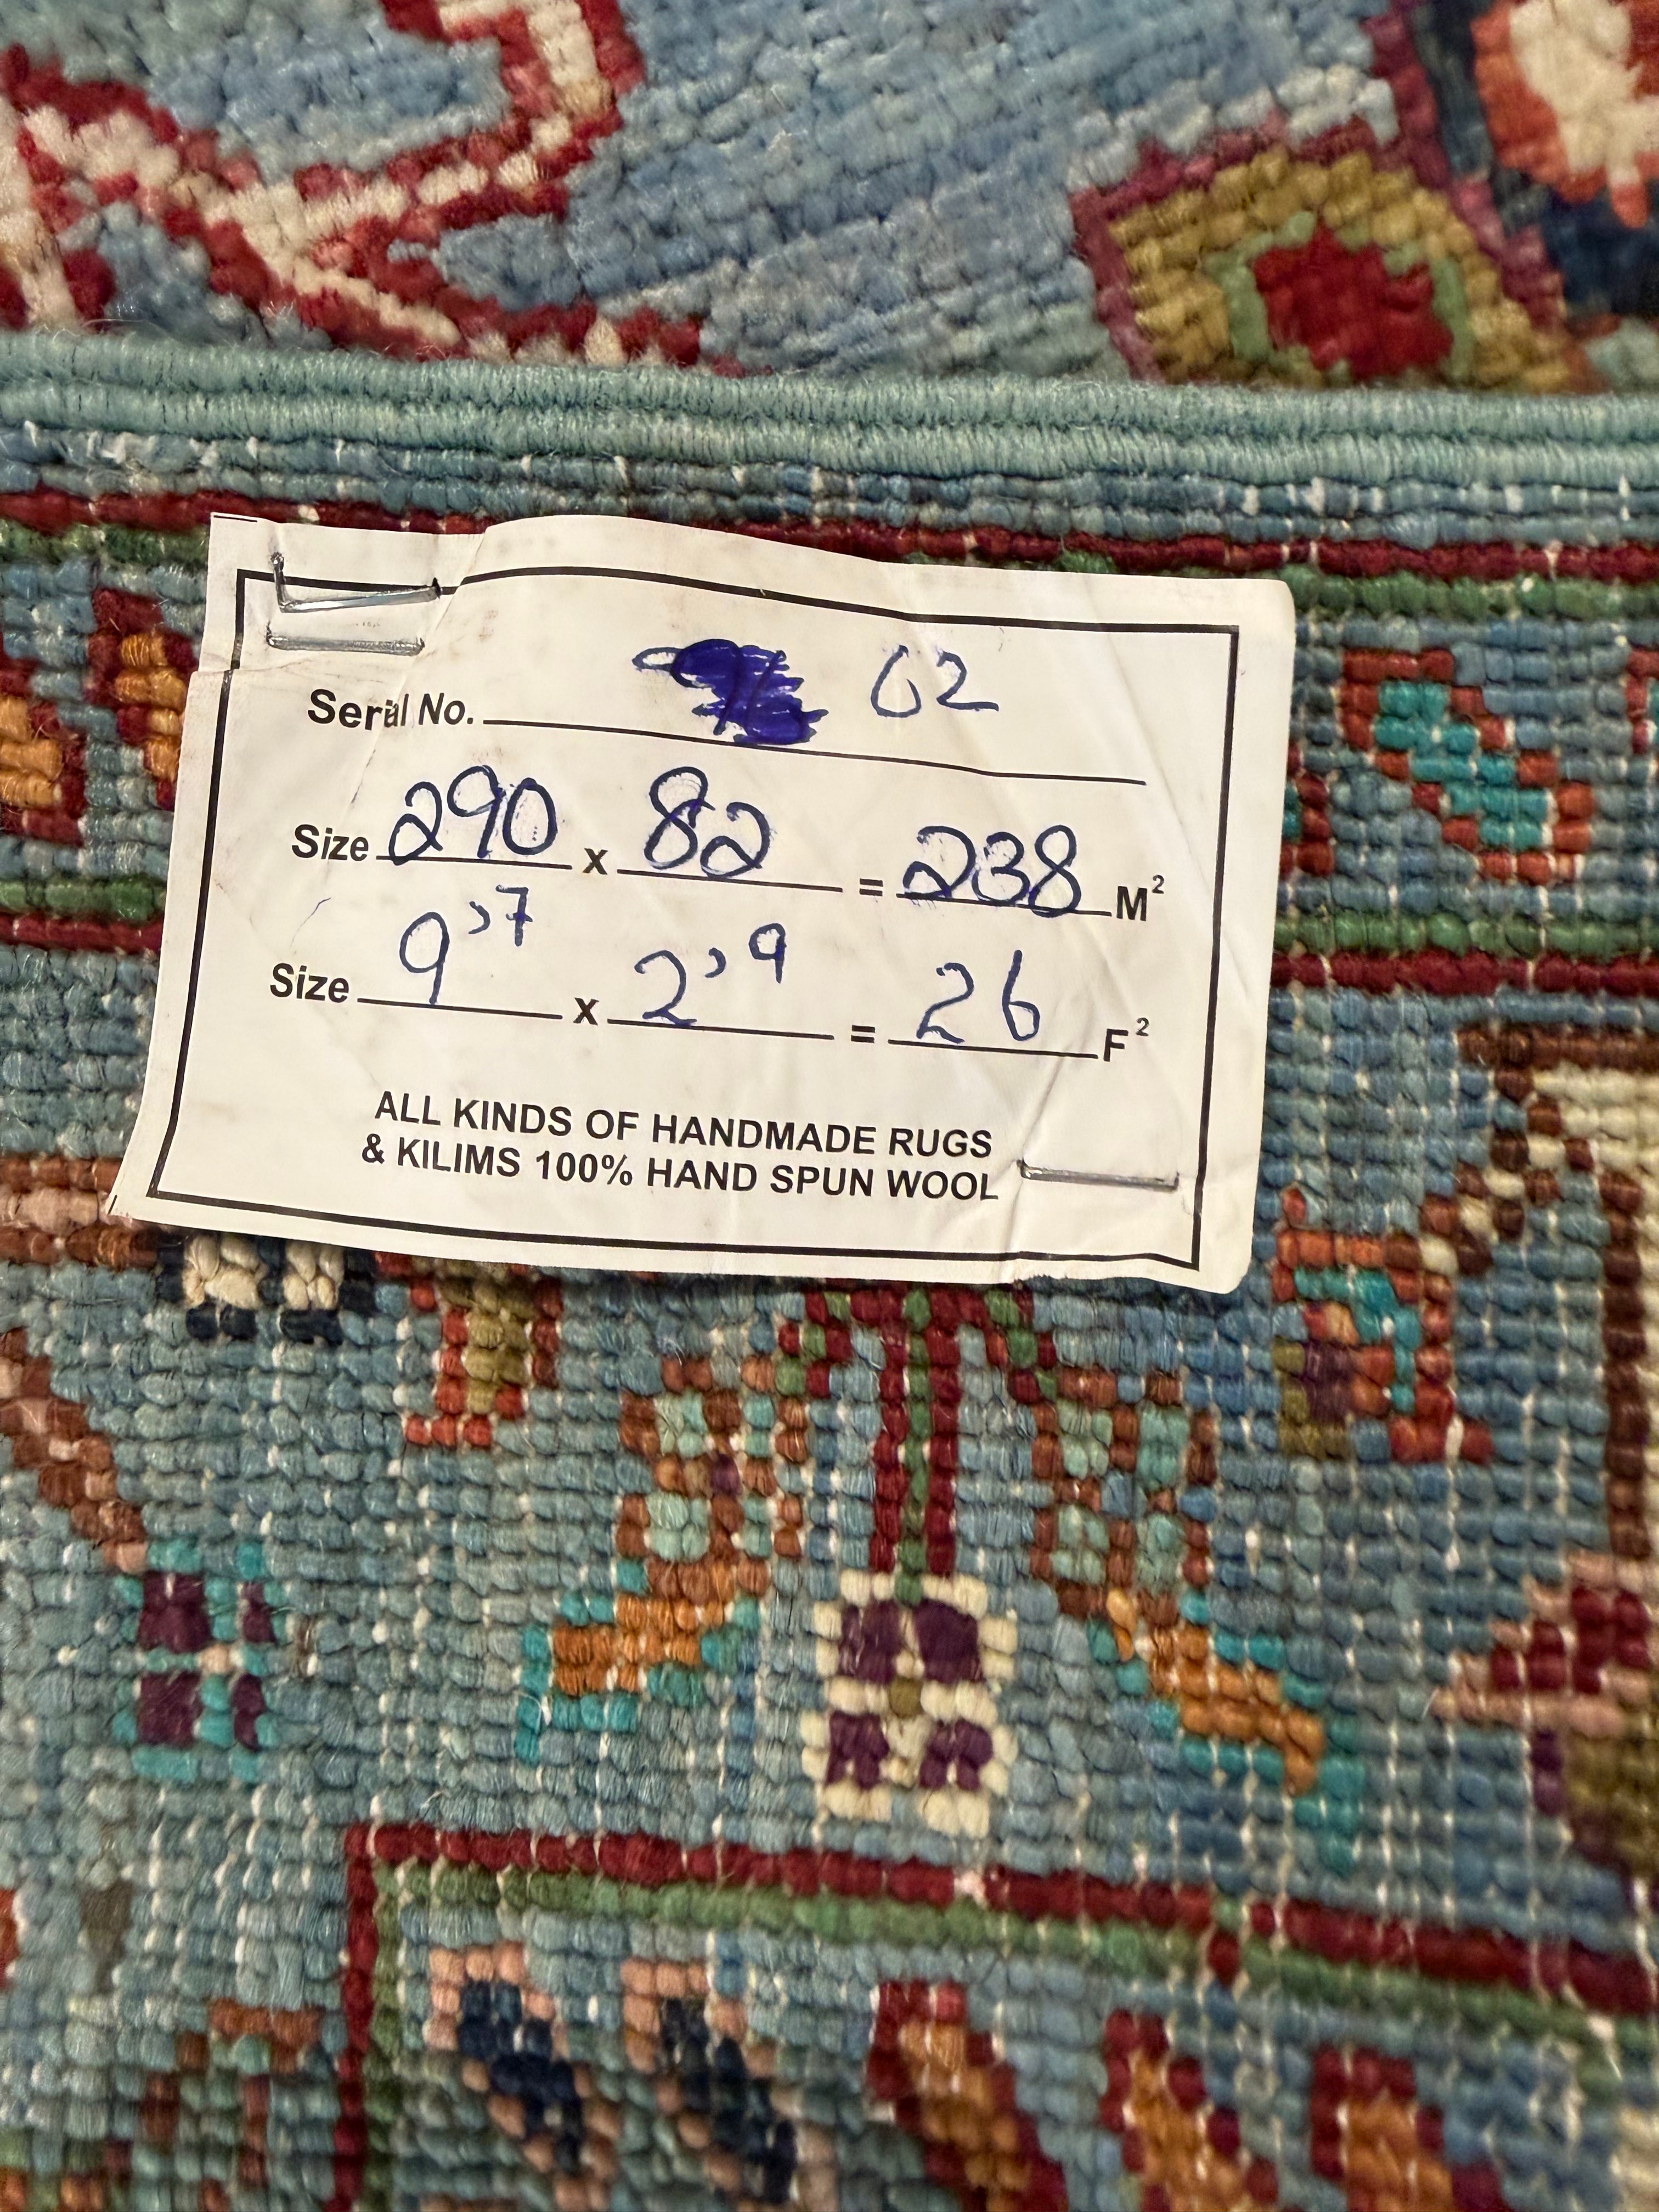 Serial No. 02
Size 290 x 82 = 238 M²
Size 9'7 x 2'9 = 26 F²
ALL KINDS OF HANDMADE RUGS
& KILIMS 100% HAND SPUN WOOL